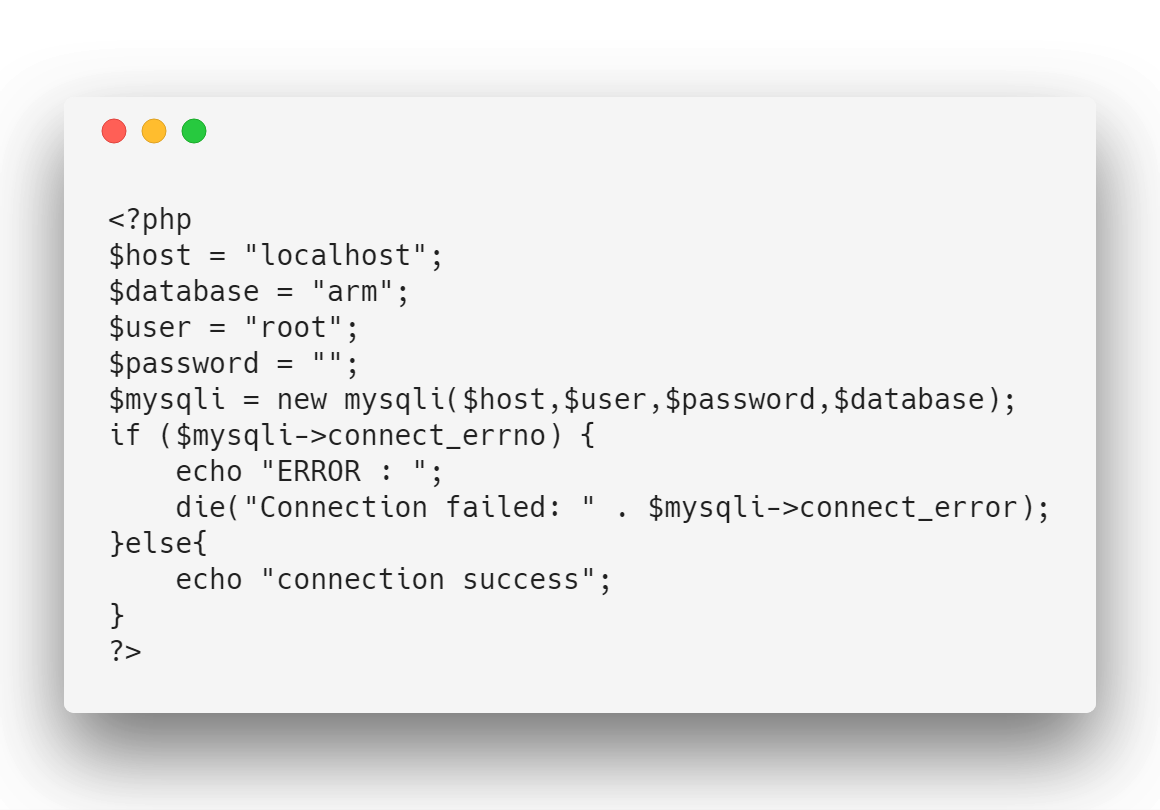 <?php
$host = "localhost";
$database = "arm";
$user = "root";
$password = "";
$mysqli = new mysqli($host,$user,$password,$database);
if ($mysqli->connect_errno) {
    echo "ERROR : ";
    die("Connection failed: " . $mysqli->connect_error);
}else{
    echo "connection success";
}
?>